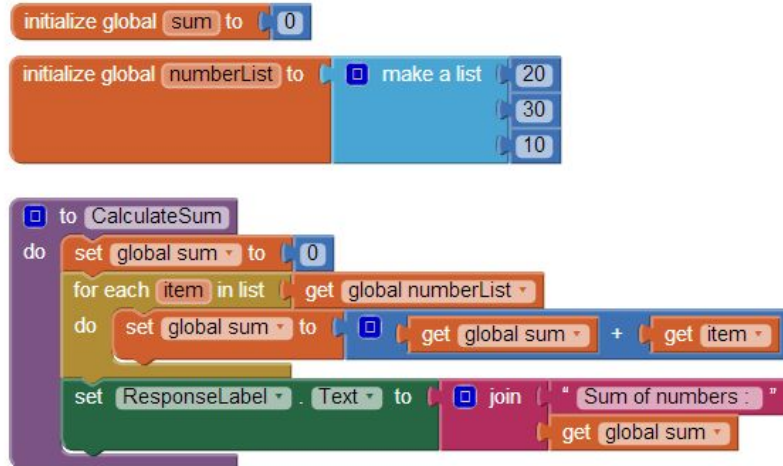 initialize global sum to 0
initialize global numberList to make a list 20
30
10
to CalculateSum
do set global sum to 0
for each item in list get global numberList
do set global sum to get global sum + get item
set ResponseLabel . Text to join " Sum of numbers : "
get global sum